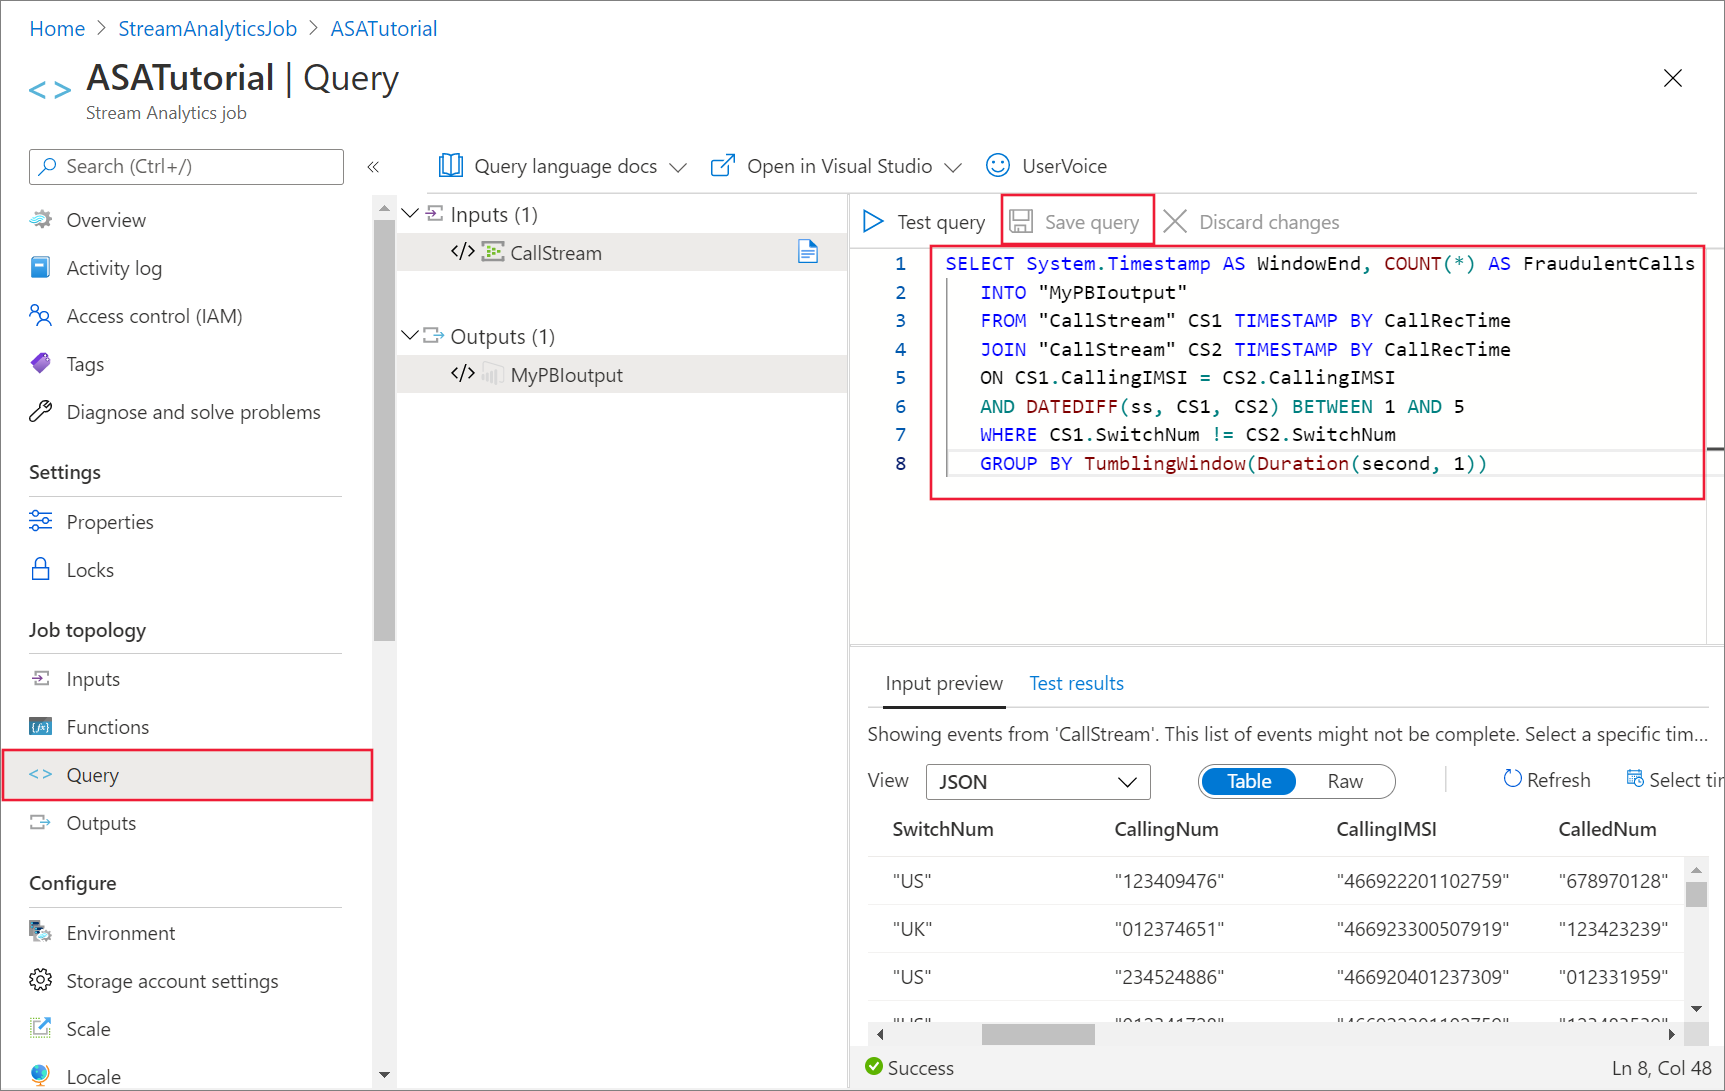 Home > StreamAnalyticsJob > ASATutorial
ASATutorial | Query
Stream Analytics job
Search (Ctrl+/)
«
Overview
Activity log
Access control (IAM)
Tags
Diagnose and solve problems
Settings
Properties
Locks
Job topology
Inputs
Functions
Query
Outputs
Configure
Environment
Storage account settings
Scale
Locale
Query language docs
Open in Visual Studio
UserVoice
Inputs (1)
</> CallStream
Outputs (1)
</> MyPBIoutput
Test query
Save query
Discard changes
1 SELECT System.Timestamp AS WindowEnd, COUNT(*) AS FraudulentCalls
2 INTO "MyPBIoutput"
3 FROM "CallStream" CS1 TIMESTAMP BY CallRecTime
4 JOIN "CallStream" CS2 TIMESTAMP BY CallRecTime
5 ON CS1.CallingIMSI = CS2.CallingIMSI
6 AND DATEDIFF(ss, CS1, CS2) BETWEEN 1 AND 5
7 WHERE CS1.SwitchNum != CS2.SwitchNum
8 GROUP BY TumblingWindow(Duration(second, 1))
Input preview Test results
Showing events from 'CallStream'. This list of events might not be complete. Select a specific tim...
View JSON Table Raw Refresh Select
SwitchNum CallingNum CallingIMSI CalledNum
"US" "123409476" "466922201102759" "678970128"
"UK" "012374651" "466923300507919" "123423239"
"US" "234524886" "466920401237309" "012331959"
Success
Ln 8, Col 48